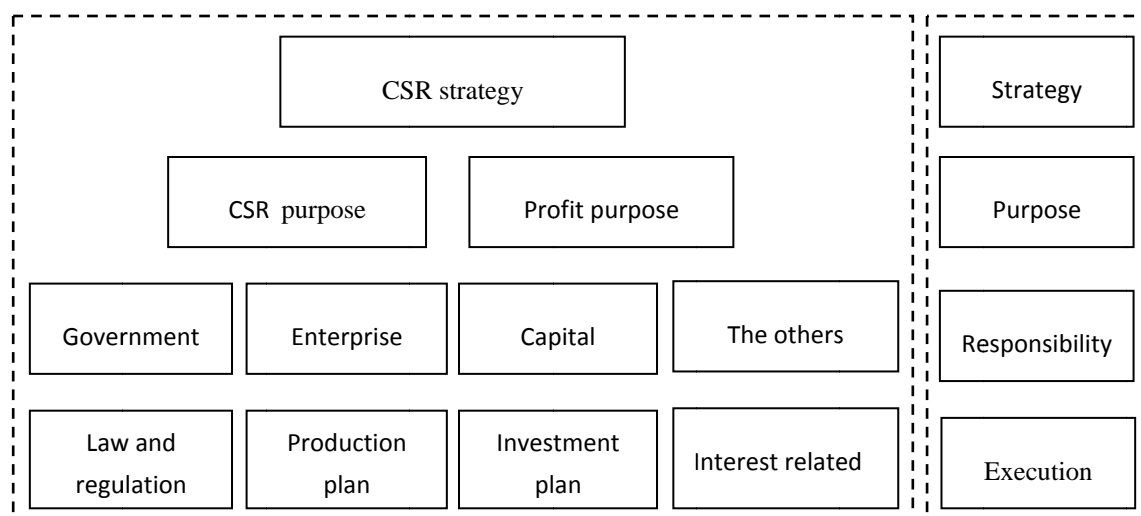 CSR strategy
Strategy
CSR purpose
Profit purpose
Purpose
Government
Enterprise
Capital
The others
Responsibility
Law and
regulation
Production
plan
Investment
plan
Interest related
Execution